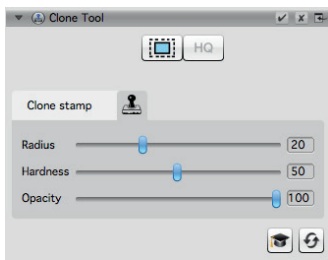 Clone Tool
HQ
Clone stamp
Radius 20
Hardness 50
Opacity 100